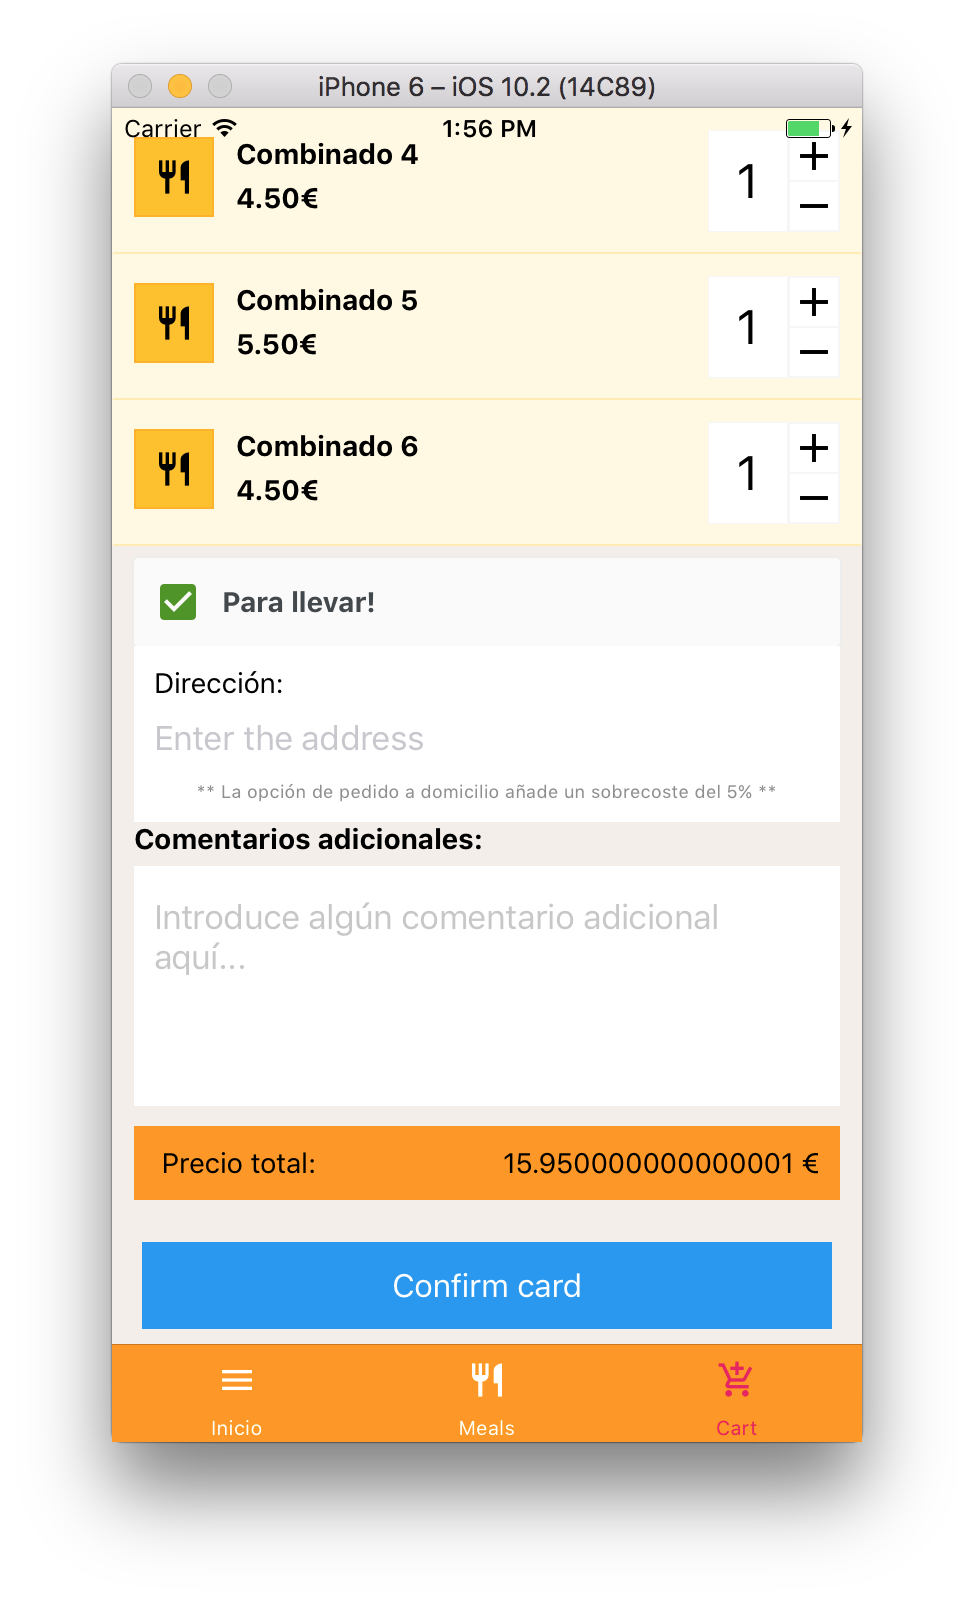 iPhone 6 – iOS 10.2 (14C89)
Carrier 1:56 PM
Combinado 4
4.50€
1
+
−
Combinado 5
5.50€
1
+
−
Combinado 6
4.50€
1
+
−
Para llevar!
Dirección:
Enter the address
** La opción de pedido a domicilio añade un sobrecoste del 5% **
Comentarios adicionales:
Introduce algún comentario adicional
aquí...
Precio total: 15.950000000000001 €
Confirm card
Inicio Meals Cart